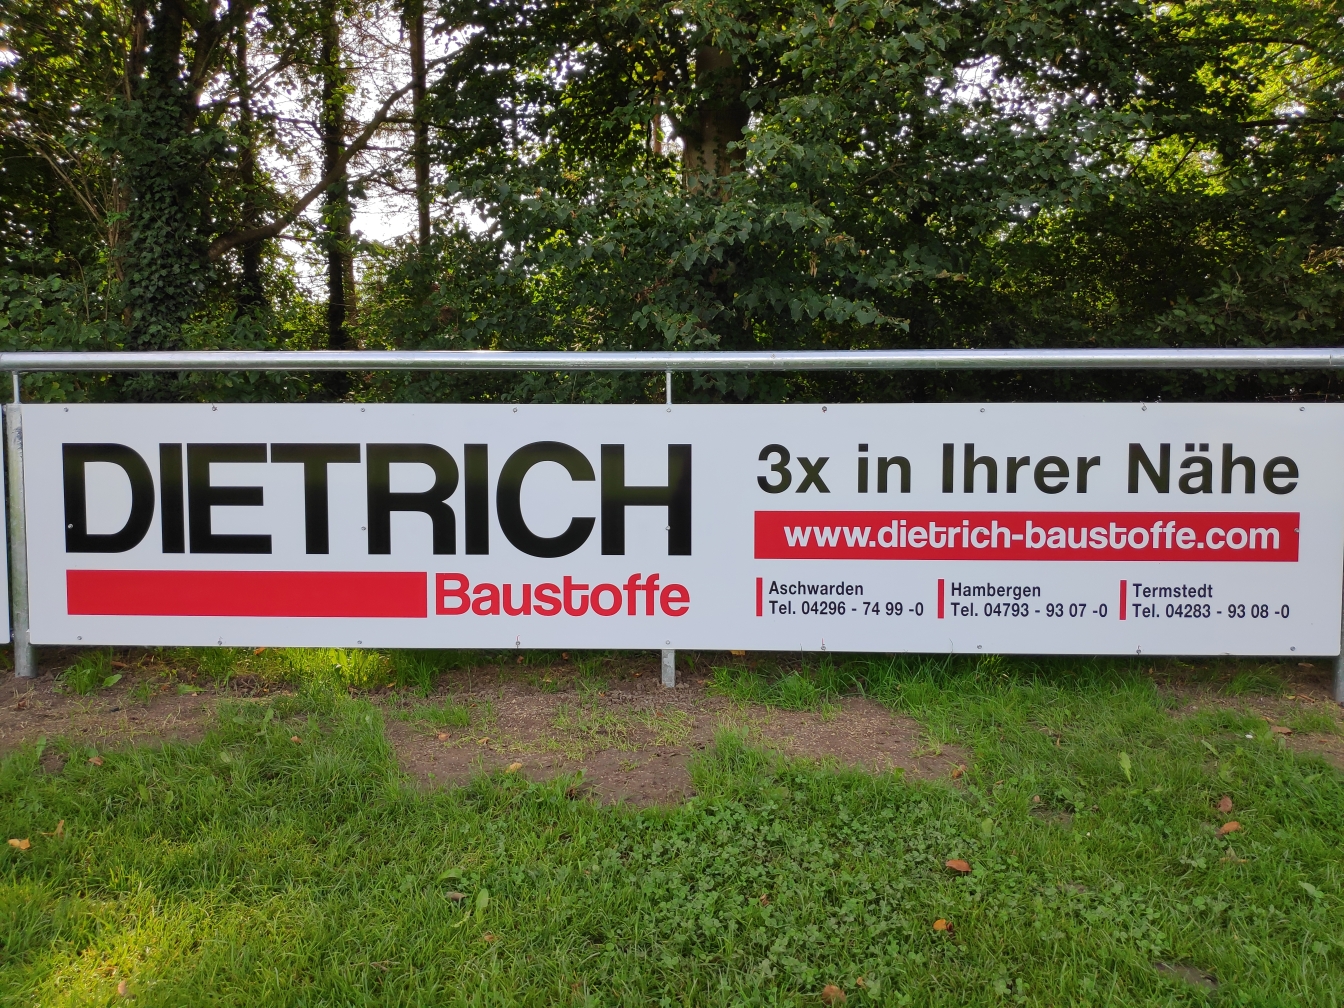 DIETRICH
Baustoffe
3x in Ihrer Nähe
www.dietrich-baustoffe.com
Aschwarden
Tel. 04296 - 74 99 -0
Hambergen
Tel. 04793 - 93 07 -0
Termstedt
Tel. 04283 - 93 08 -0